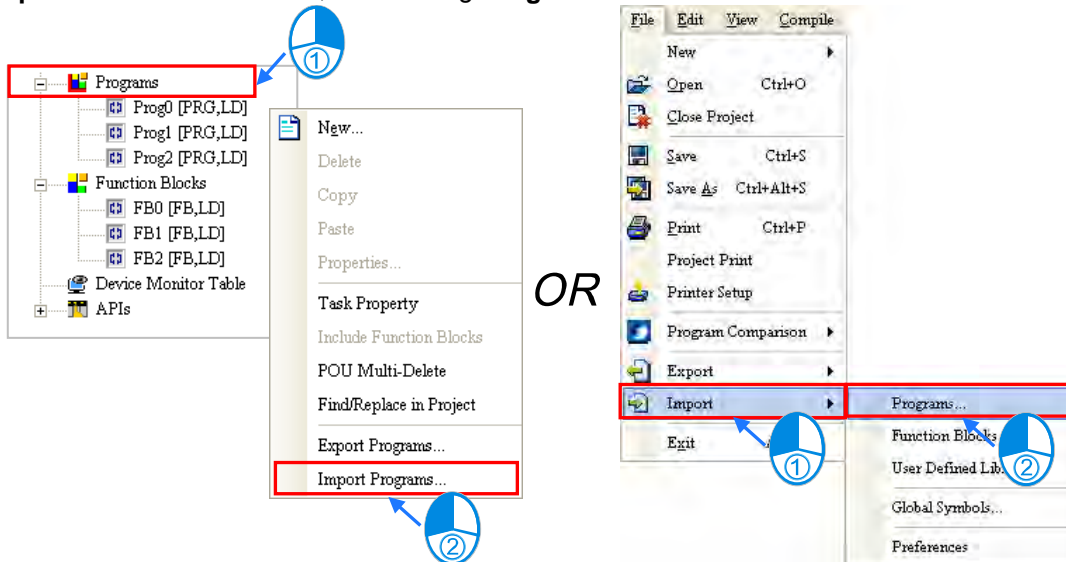 ①
Programs
Prog0 [PRG,LD]
Prog1 [PRG,LD]
Prog2 [PRG,LD]
Function Blocks
FB0 [FB,LD]
FB1 [FB,LD]
FB2 [FB,LD]
Device Monitor Table
APIs
New...
Delete
Copy
Paste
Properties...
Task Property
Include Function Blocks
POU Multi-Delete
Find/Replace in Project
Export Programs...
Import Programs...
②
OR
File Edit View Compile
New
Open Ctrl+O
Close Project
Save Ctrl+S
Save As Ctrl+Alt+S
Print Ctrl+P
Project Print
Printer Setup
Program Comparison
Export
Import
Exit
①
Programs...
Function Blocks
User Defined Lib.
②
Global Symbols...
Preferences